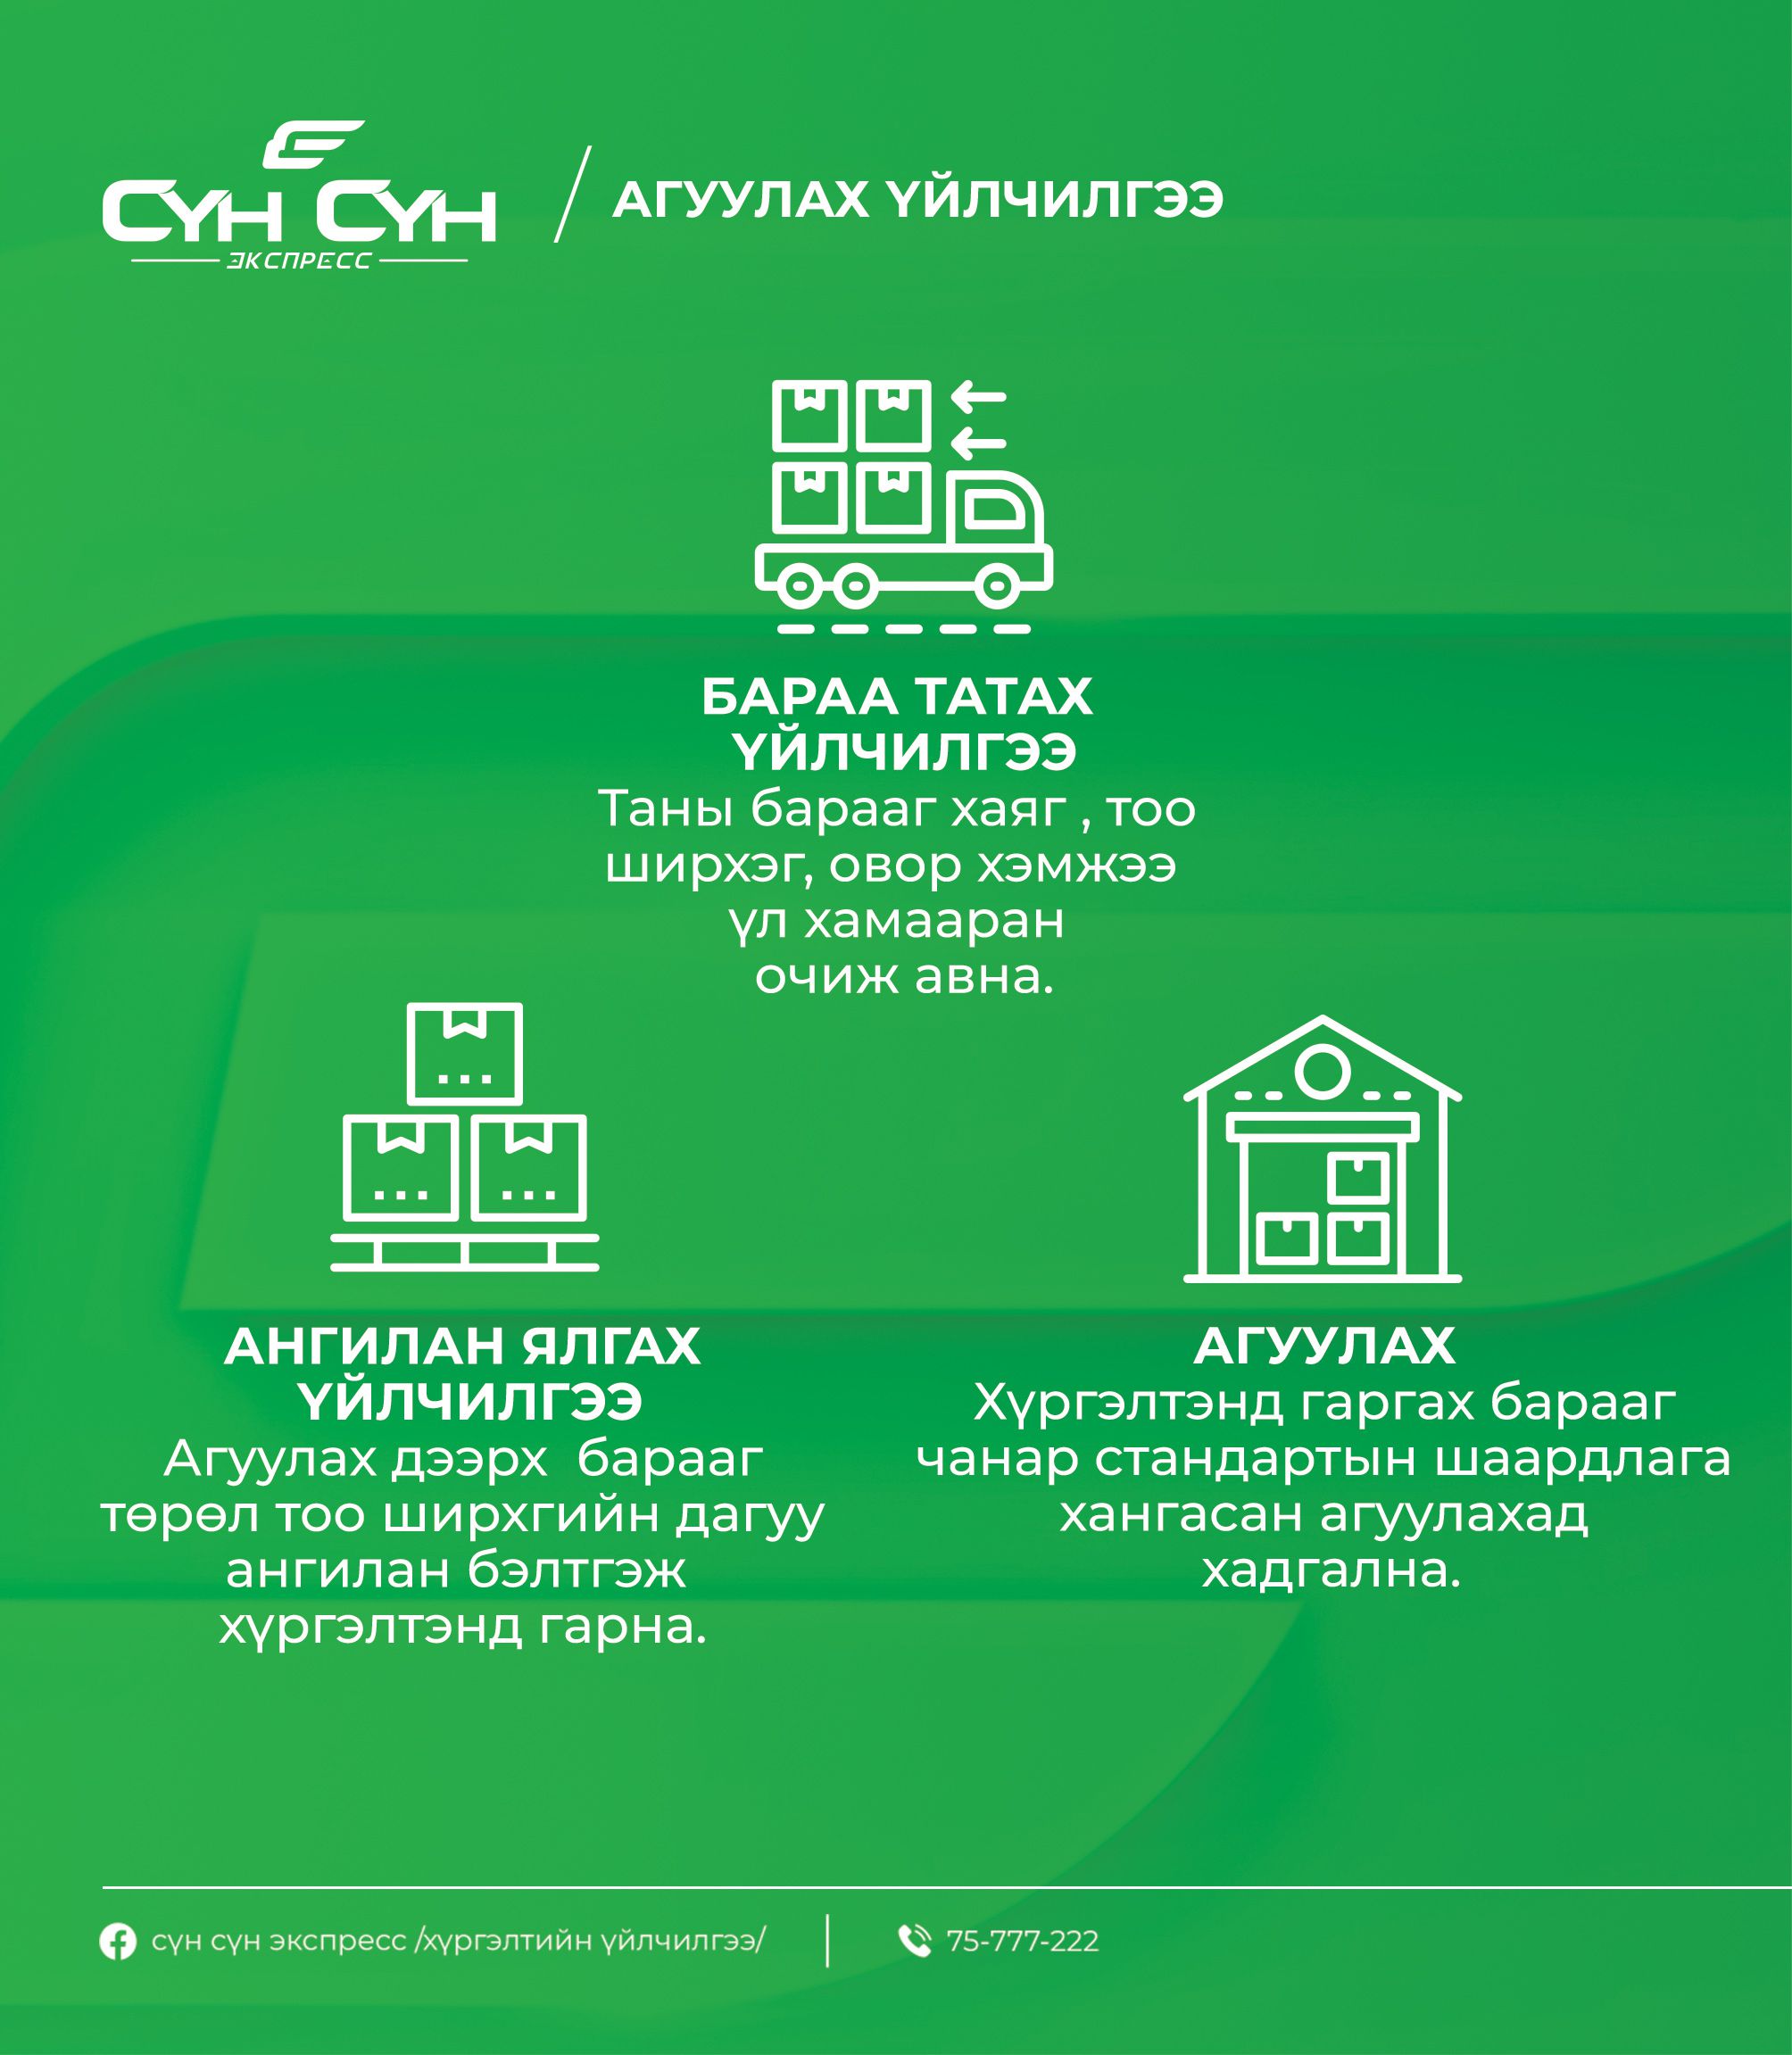 СҮН СҮН
ЭКСПРЕСС
АГУУЛАХ ҮЙЛЧИЛГЭЭ
БАРАА ТАТАХ
ҮЙЛЧИЛГЭЭ
Таны барааг хаяг , тоо
ширхэг, овор хэмжээ
үл хамааран
очиж авна.
АНГИЛАН ЯЛГАХ
ҮЙЛЧИЛГЭЭ
Агуулах дээрх  барааг
төрөл тоо ширхгийн дагуу
ангилан бэлтгэж
хүргэлтэнд гарна.
АГУУЛАХ
Хүргэлтэнд гаргах барааг
чанар стандартын шаардлага
хангасан агуулахад
хадгална.
сүн сүн экспресс /хүргэлтийн үйлчилгээ/
75-777-222